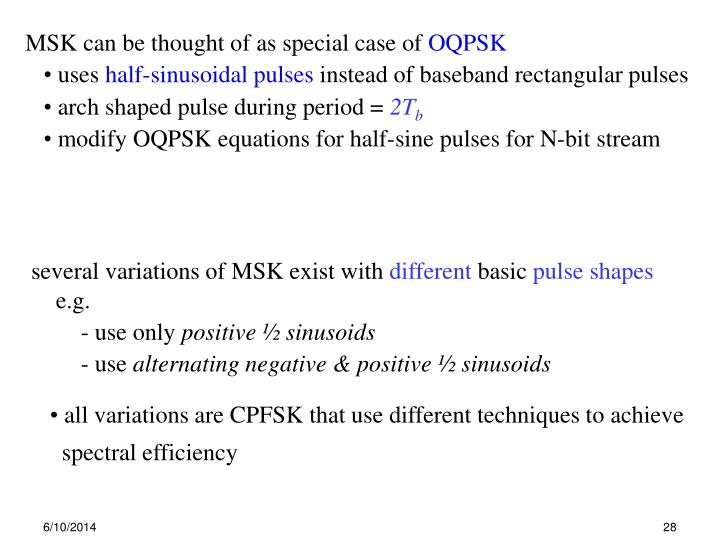 MSK can be thought of as special case of OQPSK
• uses half-sinusoidal pulses instead of baseband rectangular pulses
• arch shaped pulse during period = 2Tb
• modify OQPSK equations for half-sine pulses for N-bit stream
several variations of MSK exist with different basic pulse shapes
e.g.
- use only positive ½ sinusoids
- use alternating negative & positive ½ sinusoids
• all variations are CPFSK that use different techniques to achieve
spectral efficiency
6/10/2014 28